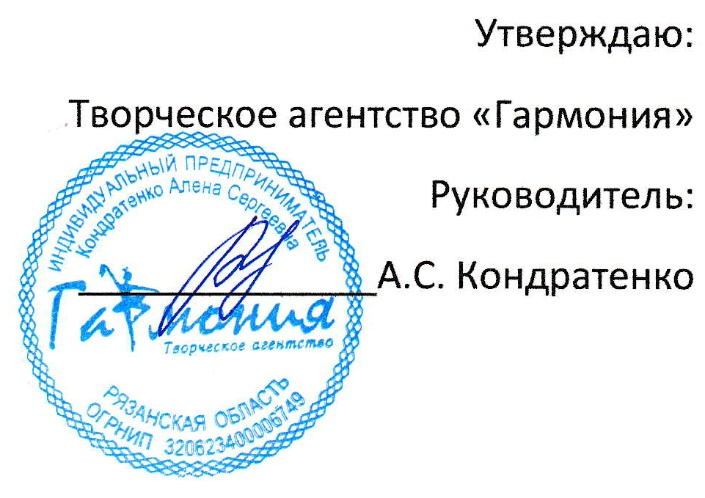 Утверждаю:
Творческое агентство «Гармония»
Руководитель:
А.С. Кондратенко
ИНДИВИДУАЛЬНЫЙ ПРЕДПРИНИМАТЕЛЬ
Кондратенко Алена Сергеевна
Гармония
Творческое агентство
РЯЗАНСКАЯ ОБЛАСТЬ
ОГРНИП 320623400006749